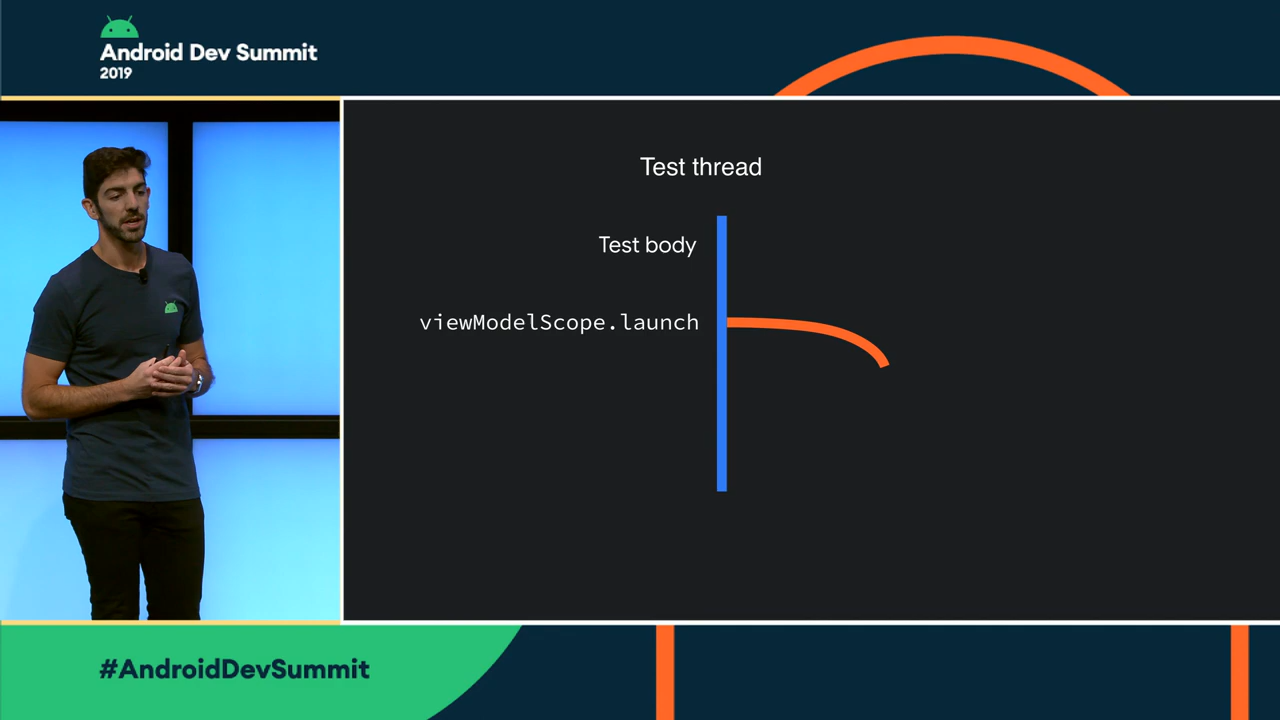 Android Dev Summit
2019
Test thread
Test body
viewModelScope.launch
#AndroidDevSummit